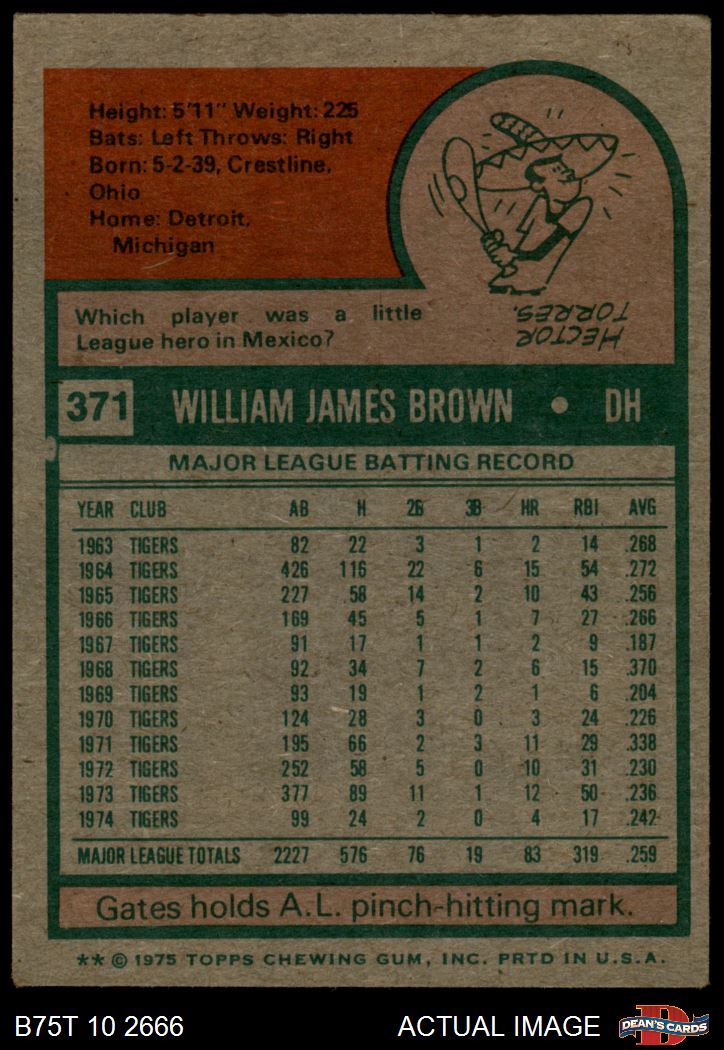 Height: 5'11" Weight: 225
Bats: Left Throws: Right
Born: 5-2-39, Crestline,
Ohio
Home: Detroit,
Michigan
Which player was a little
League hero in Mexico?
HECTOR
TORRES.
371 WILLIAM JAMES BROWN • DH
MAJOR LEAGUE BATTING RECORD
YEAR CLUB AB H 2B 3B HR RBI AVG
1963 TIGERS 82 22 3 1 2 14 .268
1964 TIGERS 426 116 22 6 15 54 .272
1965 TIGERS 227 58 14 2 10 43 .256
1966 TIGERS 169 45 5 1 7 27 .266
1967 TIGERS 91 17 1 1 2 9 .187
1968 TIGERS 92 34 7 2 6 15 .370
1969 TIGERS 93 19 1 2 1 6 .204
1970 TIGERS 124 28 3 0 3 24 .226
1971 TIGERS 195 66 2 3 11 29 .338
1972 TIGERS 252 58 5 0 10 31 .230
1973 TIGERS 377 89 11 1 12 50 .236
1974 TIGERS 99 24 2 0 4 17 .242
MAJOR LEAGUE TOTALS 2227 576 76 19 83 319 .259
Gates holds A.L. pinch-hitting mark.
** © 1975 TOPPS CHEWING GUM, INC. PRTD IN U.S.A.
B75T 10 2666 ACTUAL IMAGE D DEAN'S CARDS